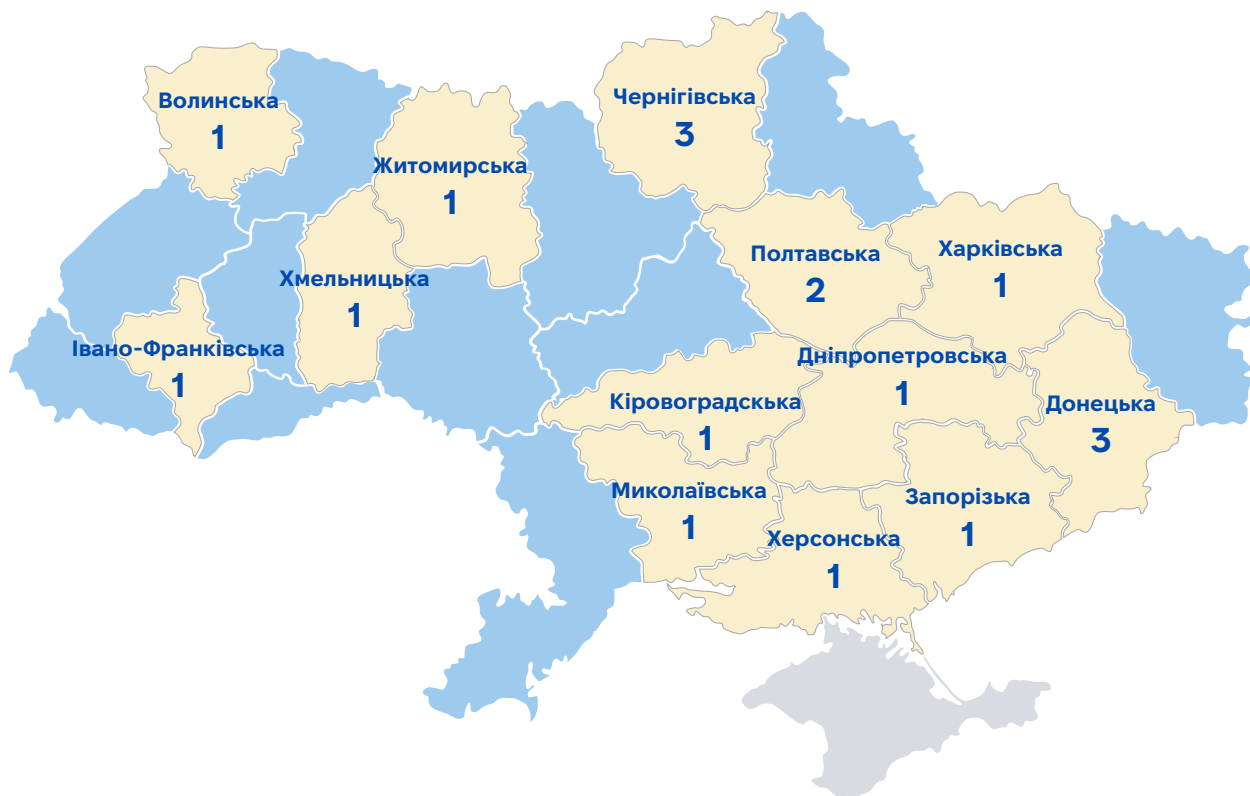 Волинська
1
Чернігівська
3
Житомирська
1
Полтавська
2
Харківська
1
Хмельницька
1
Івано-Франківська
1
Дніпропетровська
1
Кіровоградскька
1
Донецька
3
Миколаївська
1
Запорізька
1
Херсонська
1